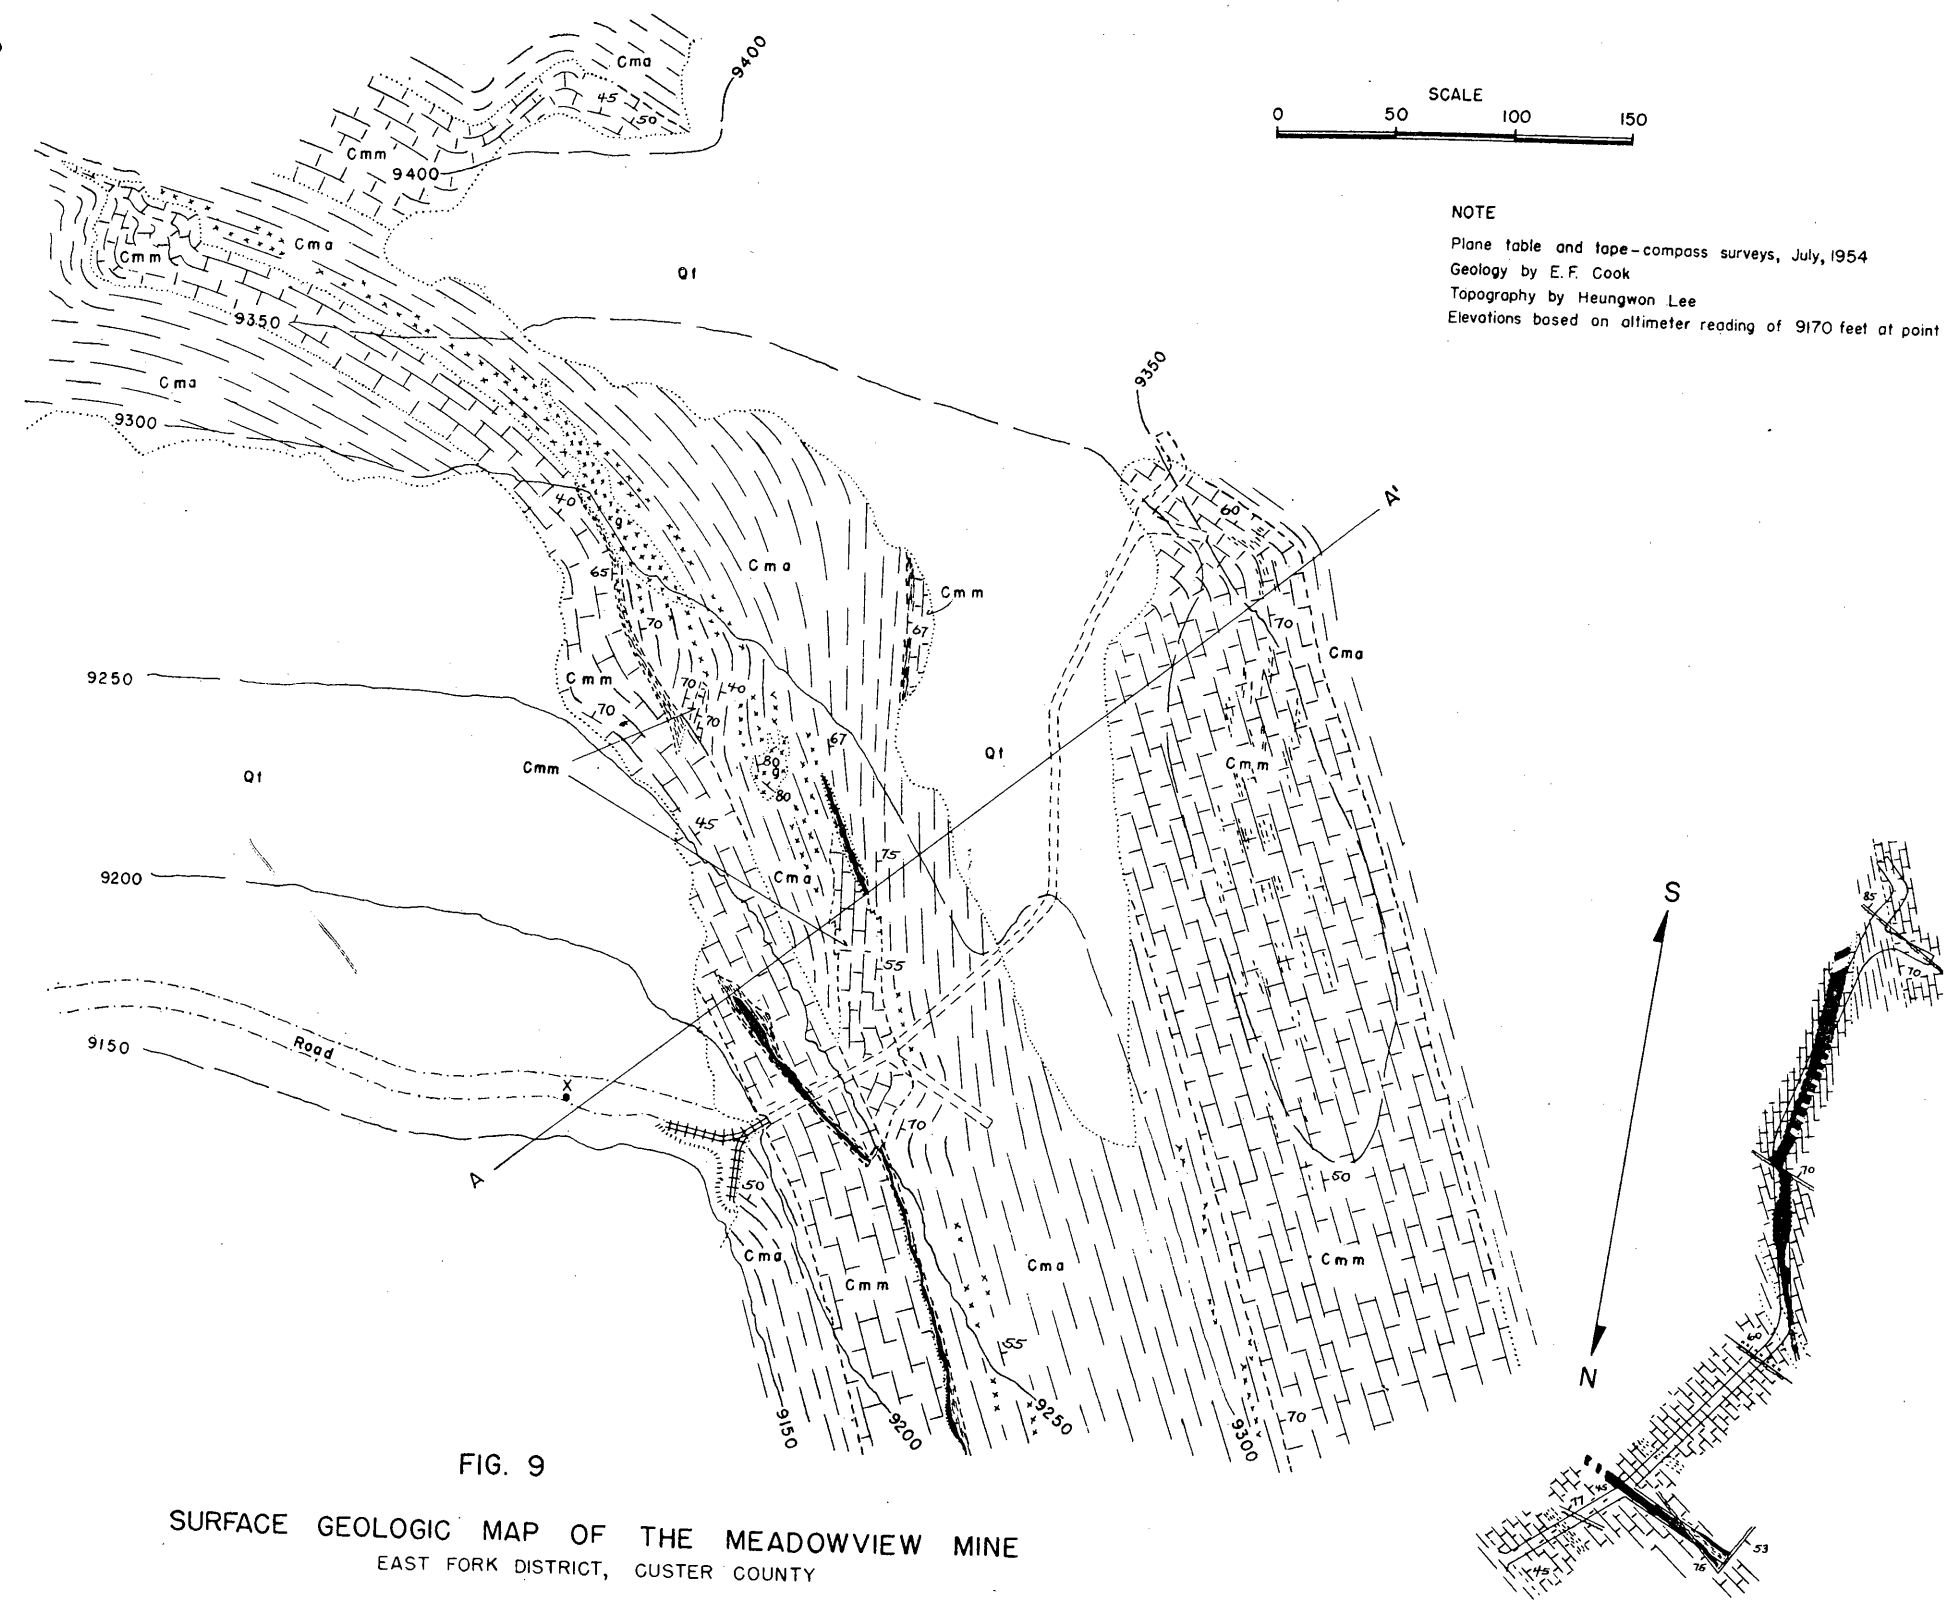 9400
Cma
45
50
Cmm
9400
SCALE
0 50 100 150
NOTE
Plane table and tape-compass surveys, July, 1954
Geology by E. F. Cook
Topography by Heungwon Lee
Elevations based on altimeter reading of 9170 feet at point
Cma
Cmm
Qt
9350
Cma
9300
9350
A'
40
g
60
65
Cma
Cmm
67
70
70
Cma
9250
Cmm
70
70
40
70
67
Cmm
80
g
80
Qt
Qt
Cmm
45
75
9200
Cma
S
85
55
70
9150
Road
X
70
70
A
50
50
Cma
Cmm
Cma
Cmm
55
60
N
9150
9200
9250
9300
70
FIG. 9
SURFACE GEOLOGIC MAP OF THE MEADOWVIEW MINE
EAST FORK DISTRICT, CUSTER COUNTY
77
45
53
45
76